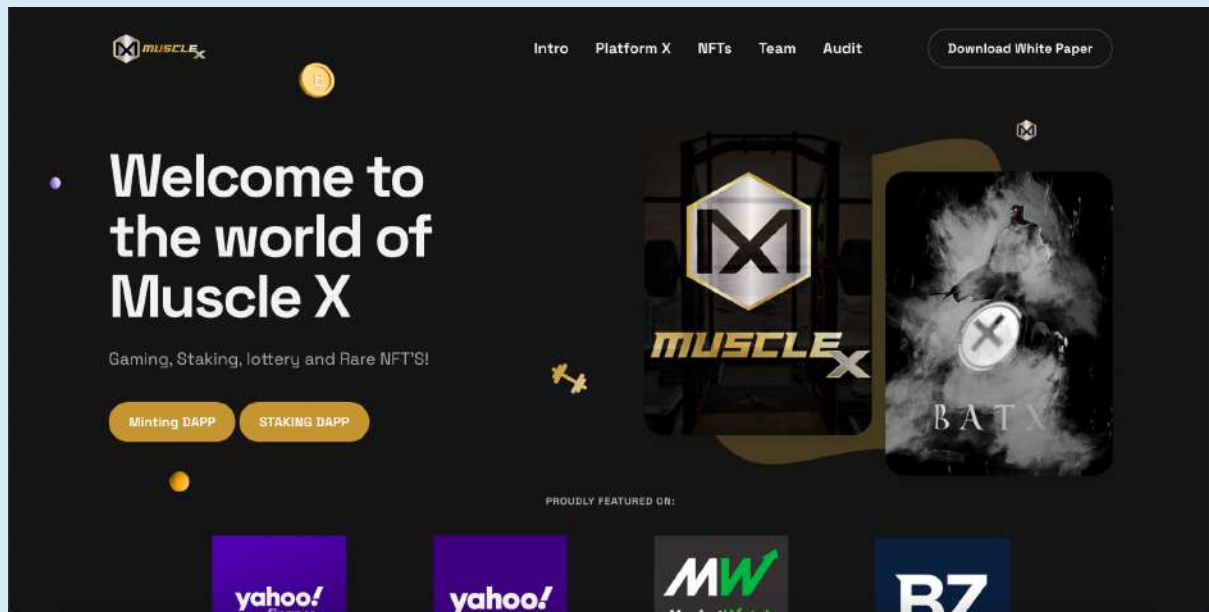 MUSCLE X
Intro Platform X NFTs Team Audit Download White Paper
Welcome to
the world of
Muscle X
Gaming, Staking, lottery and Rare NFT'S!
Minting DAPP STAKING DAPP
MUSCLE X
BATX
PROUDLY FEATURED ON:
yahoo!
yahoo!
MW
BZ